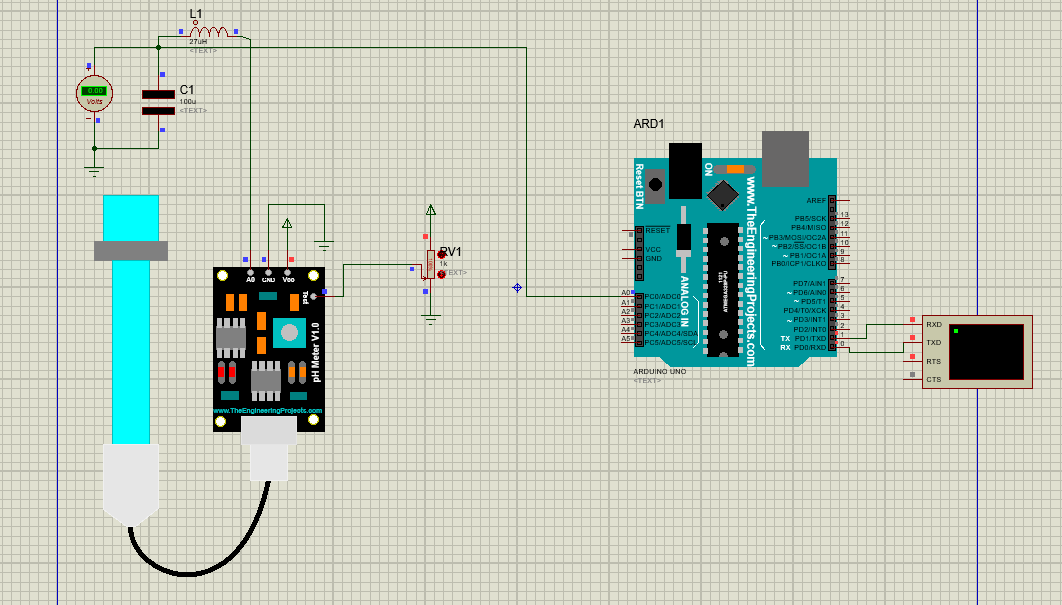 L1
27uH
<TEXT>
0.00
Volts
C1
100u
<TEXT>
A0
GND
Test
pH Meter V1.0
www.TheEngineeringProjects.com
RV1
1k
<TEXT>
ARD1
Reset BTN
ON
www.TheEngineeringProjects.com
ANALOG IN
RESET
VCC
GND
A0
A1
A2
A3
A4
A5
PC0/ADC0
PC1/ADC1
PC2/ADC2
PC3/ADC3
PC4/ADC4/SDA
PC5/ADC5/SCL
AREF
PB5/SCK 13
PB4/MISO 12
~PB3/MOSI/OC2A 11
~PB2/SS/OC1B 10
~PB1/OC1A 9
PB0/ICP1/CLKO 8
PD7/AIN1 7
~PD6/AIN0 6
~PD5/T1 5
PD4/T0/XCK 4
~PD3/INT1 3
PD2/INT0 2
TX PD1/TXD 1
RX PD0/RXD 0
ARDUINO UNO
<TEXT>
RXD
TXD
RTS
CTS